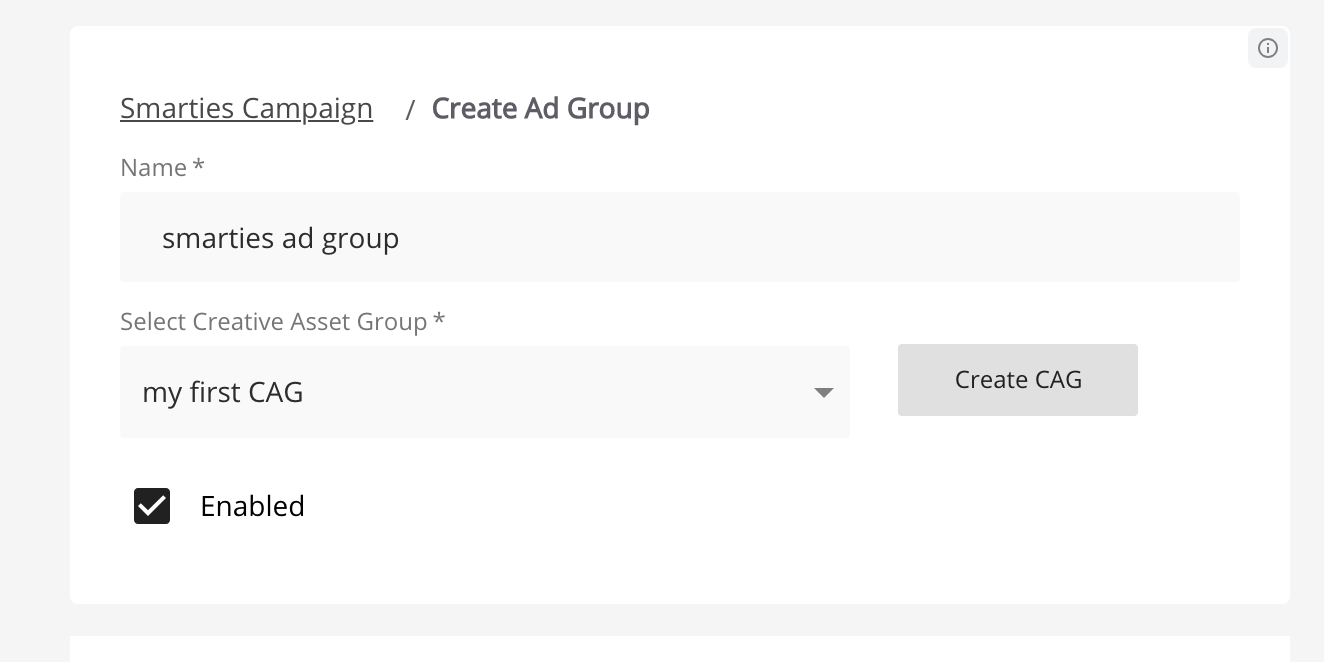 Smarties Campaign / Create Ad Group
Name *
smarties ad group
Select Creative Asset Group *
my first CAG
Create CAG
Enabled